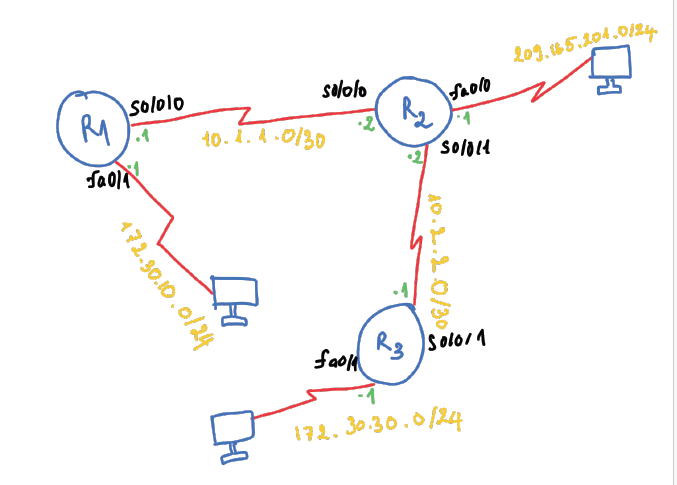 209.165.201.0/24
S0/0/0
S0/0/0
fa0/0
R1
R2
.1
.2
.1
10.1.1.0/30
S0/0/1
.2
fa0/1
.1
172.30.10.0/24
10.2.2.0/30
.1
R3
S0/0/1
fa0/1
.1
172.30.30.0/24